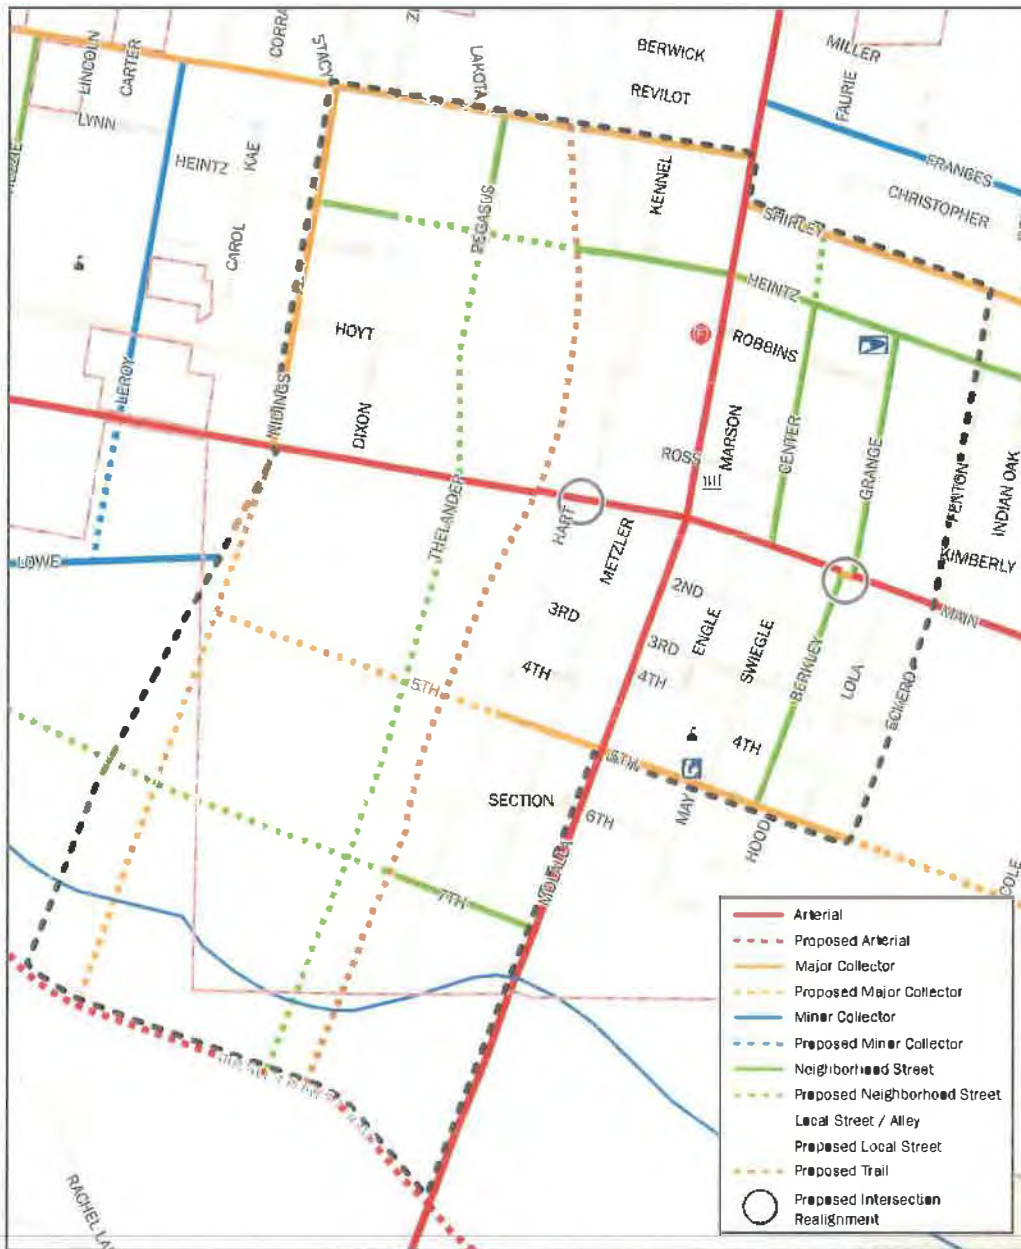 BERWICK
REVILOT
MILLER
FAURIE
LINCOLN
CARTER
STACY
LAKOTA
LYNN
HEINTZ
KAE
CAROL
PEGASUS
KENNEL
FRANCES
CHRISTOPHER
SHIRLEY
HEINTZ
HOYT
ROBBINS
LEROY
DIXON
ROSS
MARSON
CENTER
GRANGE
FENTON
INDIAN OAK
THELANDER
HART
METZLER
KIMBERLY
LOWE
2ND
3RD
ENGLE
SWIEGLE
MAIN
3RD
4TH
4TH
5TH
BERKLEY
LOLA
ECKERD
4TH
5TH
SECTION
6TH
MAY
HOOD
MOLALLA
7TH
COLE
Arterial
Proposed Arterial
Major Collector
Proposed Major Collector
Minor Collector
Proposed Minor Collector
Neighborhood Street
Proposed Neighborhood Street
Local Street / Alley
Proposed Local Street
Proposed Trail
Proposed Intersection
Realignment
RACHEL